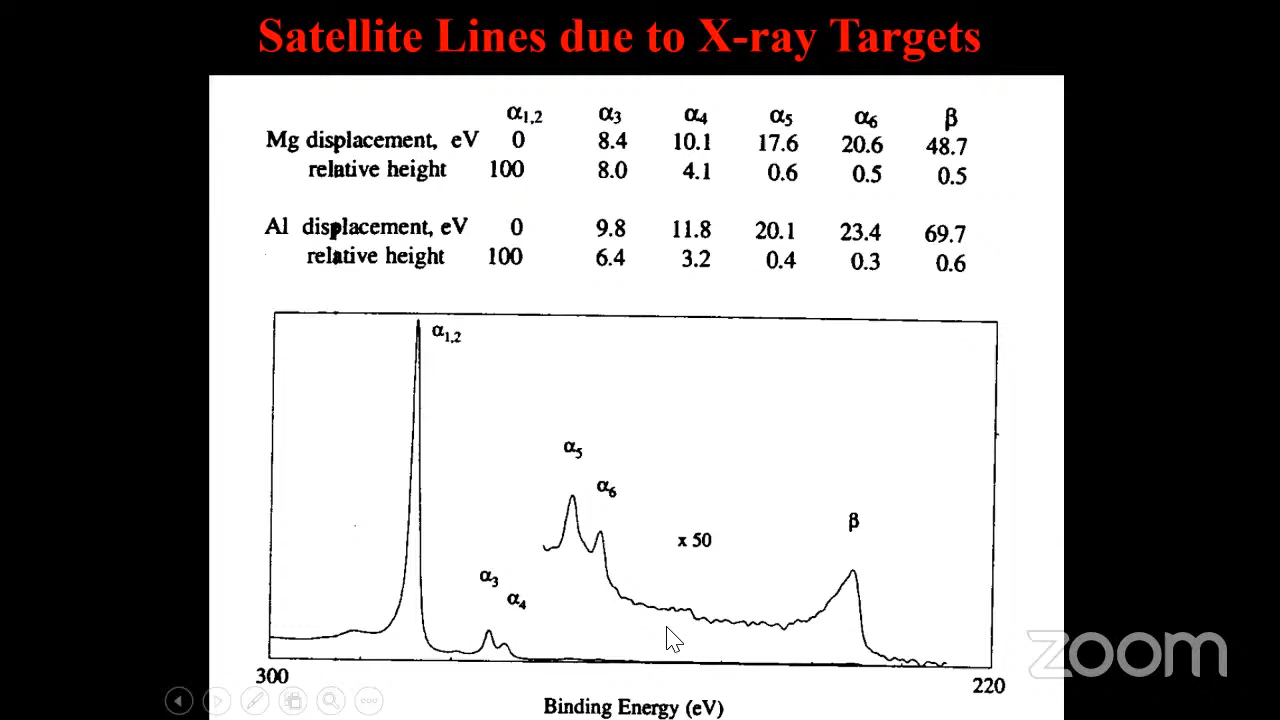 Satellite Lines due to X-ray Targets
α1,2 α3 α4 α5 α6 β
Mg displacement, eV 0 8.4 10.1 17.6 20.6 48.7
relative height 100 8.0 4.1 0.6 0.5 0.5
Al displacement, eV 0 9.8 11.8 20.1 23.4 69.7
relative height 100 6.4 3.2 0.4 0.3 0.6
α1,2
α5
α6
β
x 50
α3
α4
zoom
300 220
Binding Energy (eV)